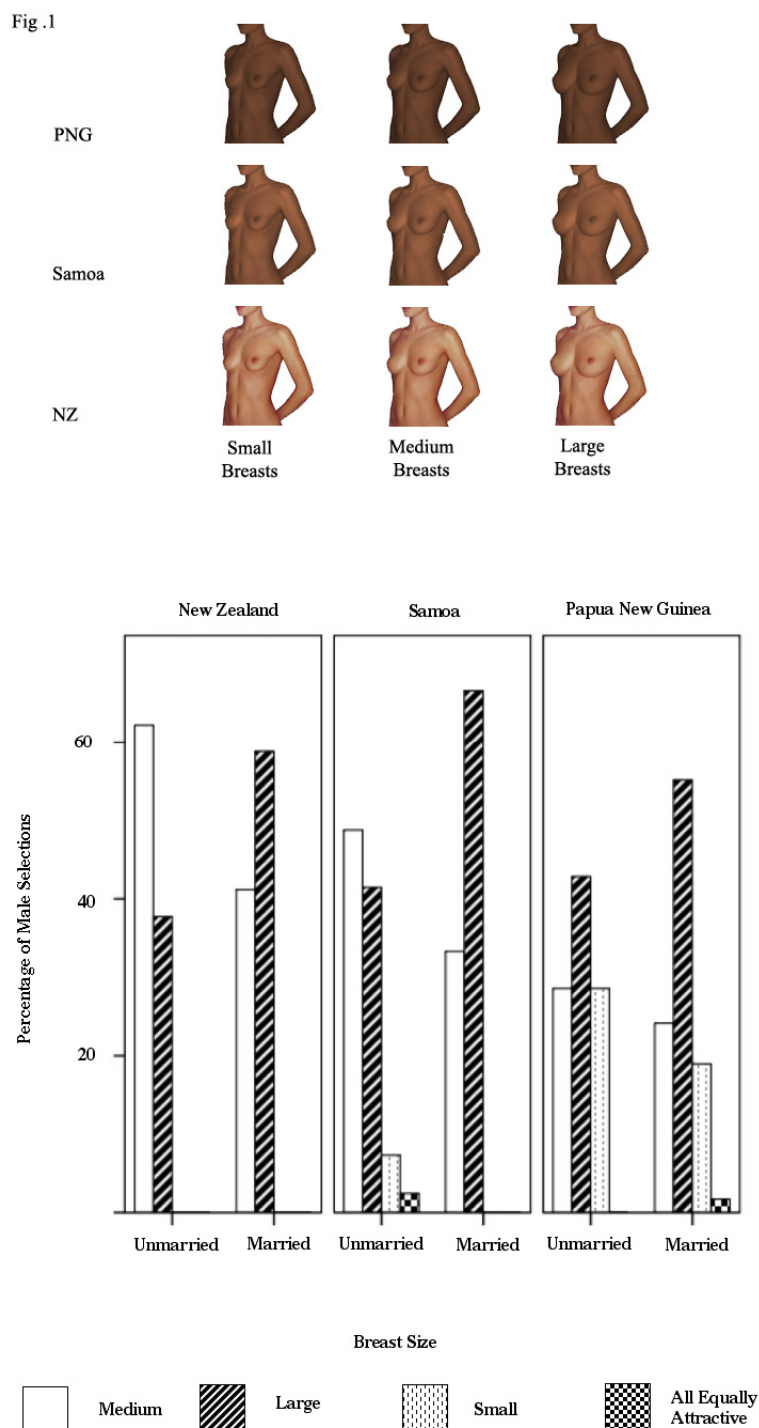 Fig .1
PNG
Samoa
NZ
Small
Breasts
Medium
Breasts
Large
Breasts
New Zealand
Samoa
Papua New Guinea
Percentage of Male Selections
60
40
20
Unmarried
Married
Unmarried
Married
Unmarried
Married
Breast Size
Medium
Large
Small
All Equally
Attractive